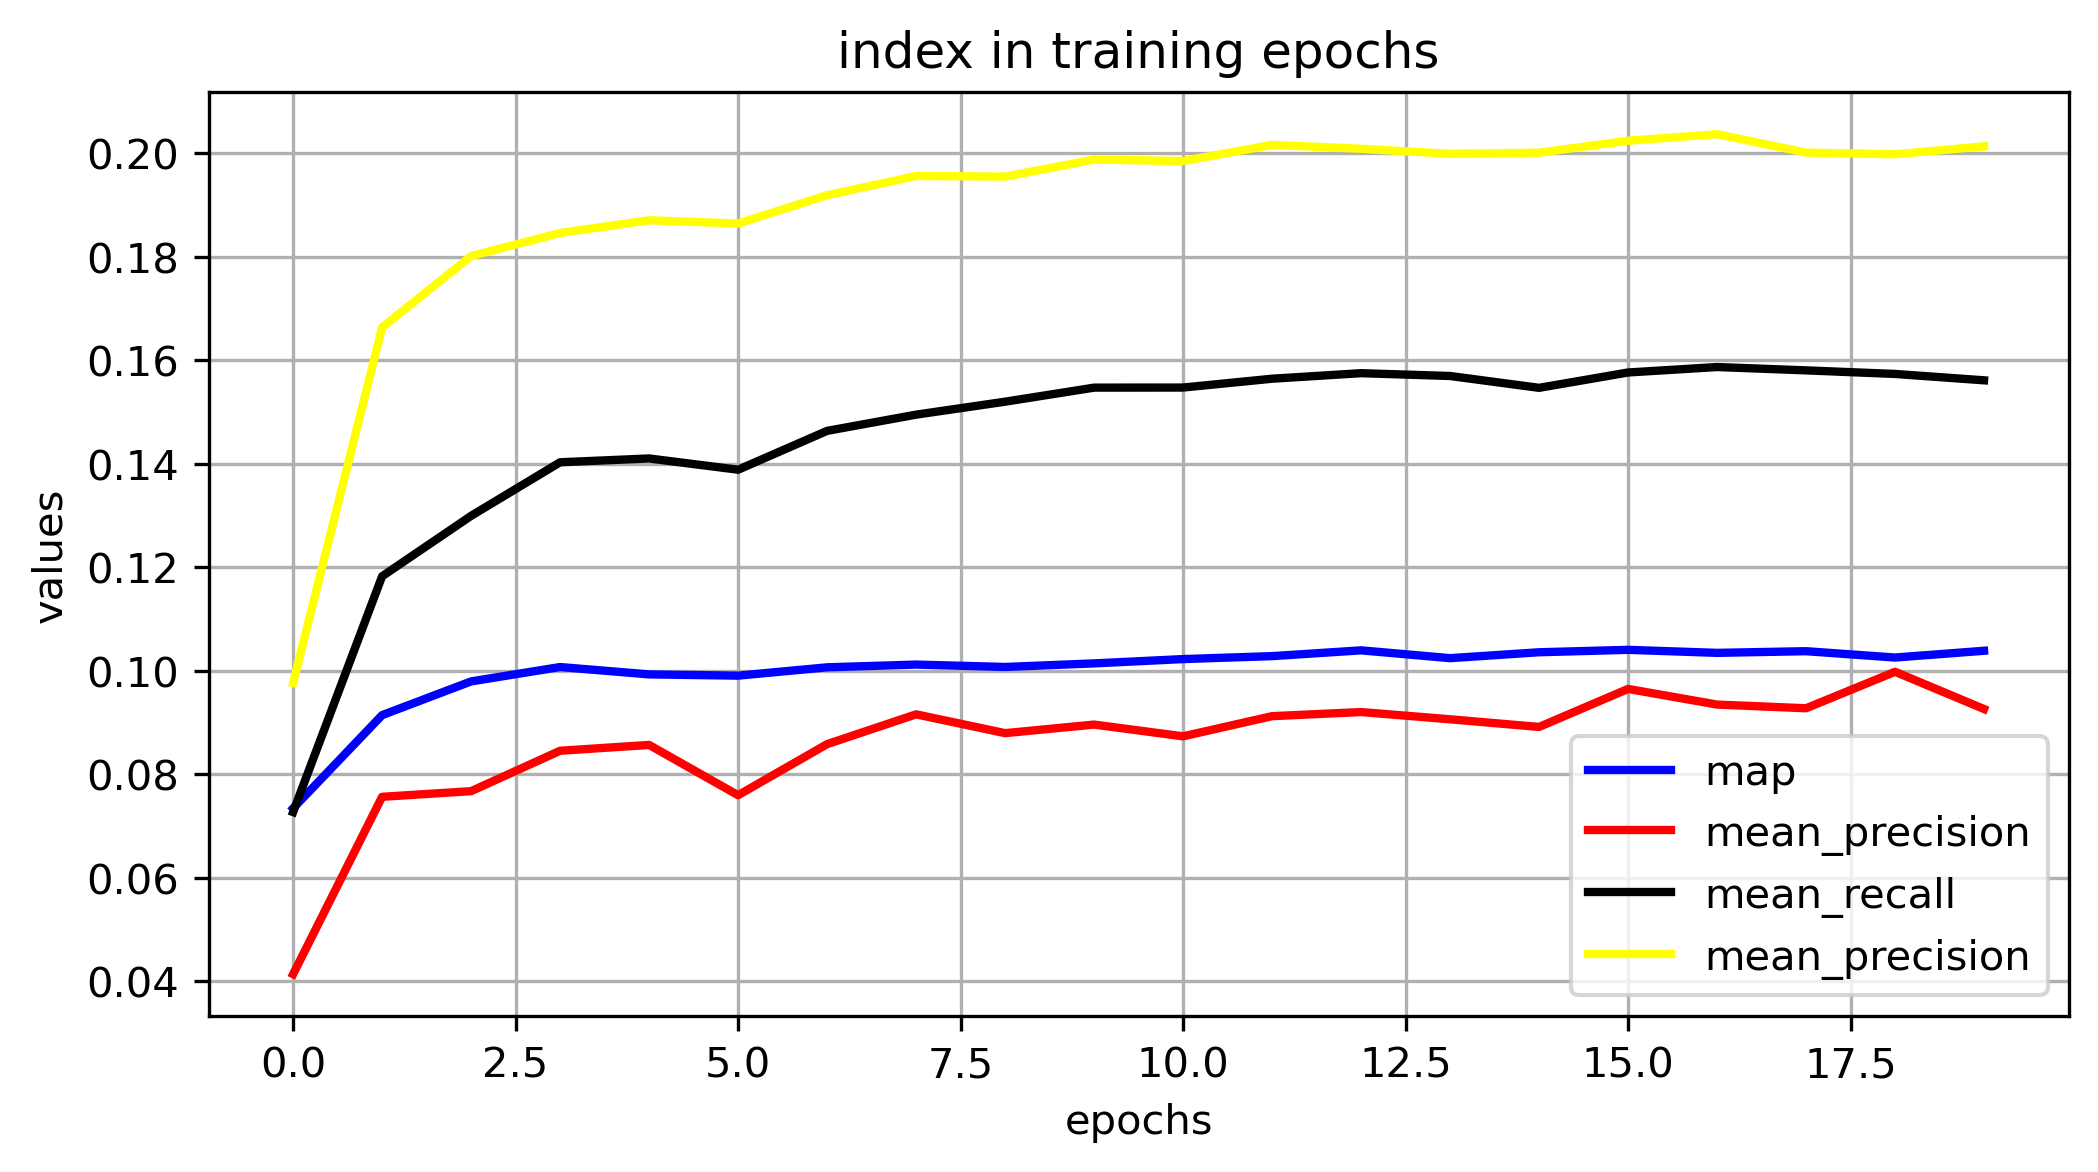 index in training epochs
values
0.20
0.18
0.16
0.14
0.12
0.10
0.08
0.06
0.04
map
mean_precision
mean_recall
mean_precision
0.0 2.5 5.0 7.5 10.0 12.5 15.0 17.5
epochs